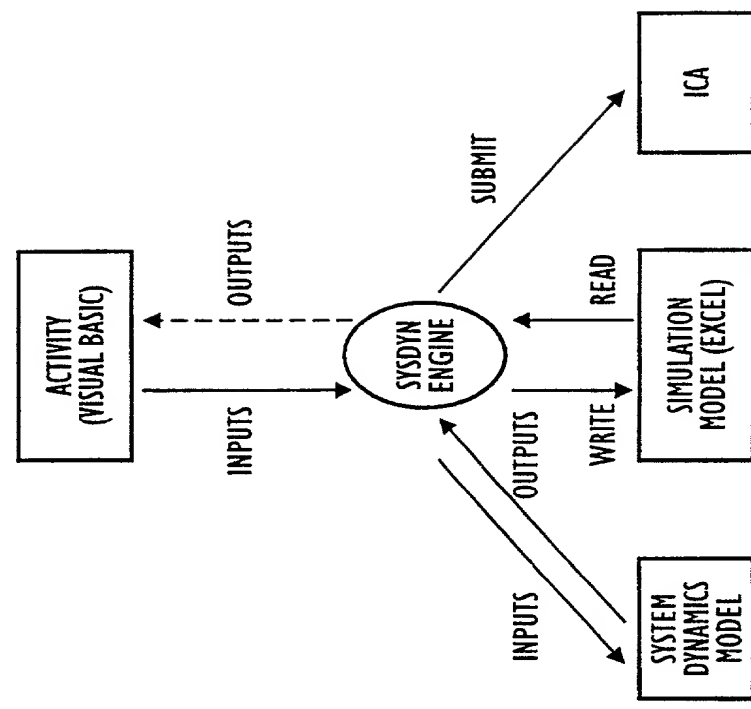 ACTIVITY
(VISUAL BASIC)
INPUTS
OUTPUTS
SYSDYN
ENGINE
INPUTS
OUTPUTS
WRITE
READ
SUBMIT
SYSTEM
DYNAMICS
MODEL
SIMULATION
MODEL (EXCEL)
ICA